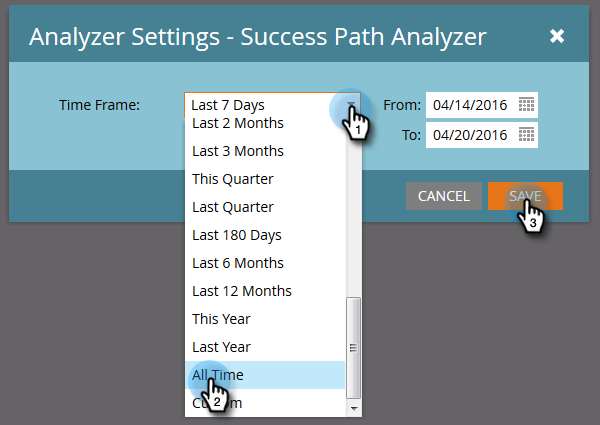 Analyzer Settings - Success Path Analyzer
Time Frame: Last 7 Days From: 04/14/2016
To: 04/20/2016
Last 2 Months
Last 3 Months
This Quarter
Last Quarter
CANCEL SAVE
Last 180 Days
Last 6 Months
Last 12 Months
This Year
Last Year
All Time
Custom
1
2
3